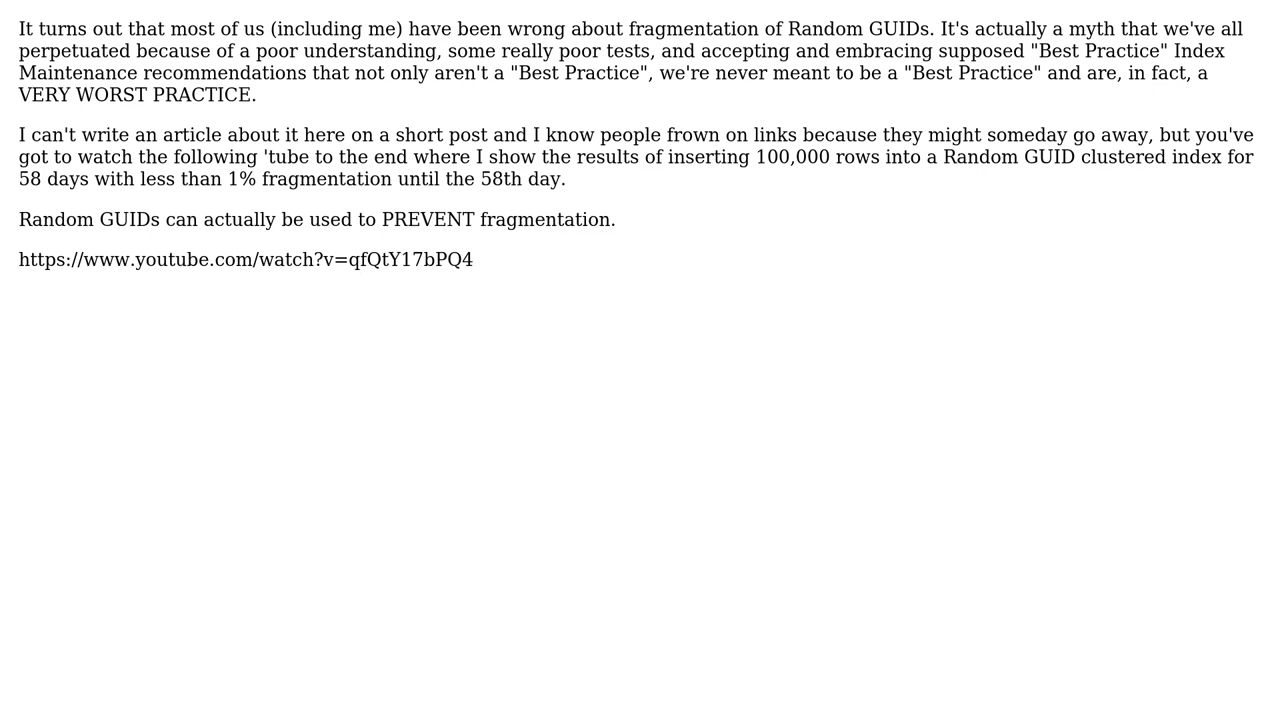 It turns out that most of us (including me) have been wrong about fragmentation of Random GUIDs. It's actually a myth that we've all
perpetuated because of a poor understanding, some really poor tests, and accepting and embracing supposed "Best Practice" Index
Maintenance recommendations that not only aren't a "Best Practice", we're never meant to be a "Best Practice" and are, in fact, a
VERY WORST PRACTICE.
I can't write an article about it here on a short post and I know people frown on links because they might someday go away, but you've
got to watch the following 'tube to the end where I show the results of inserting 100,000 rows into a Random GUID clustered index for
58 days with less than 1% fragmentation until the 58th day.
Random GUIDs can actually be used to PREVENT fragmentation.
https://www.youtube.com/watch?v=qfQtY17bPQ4